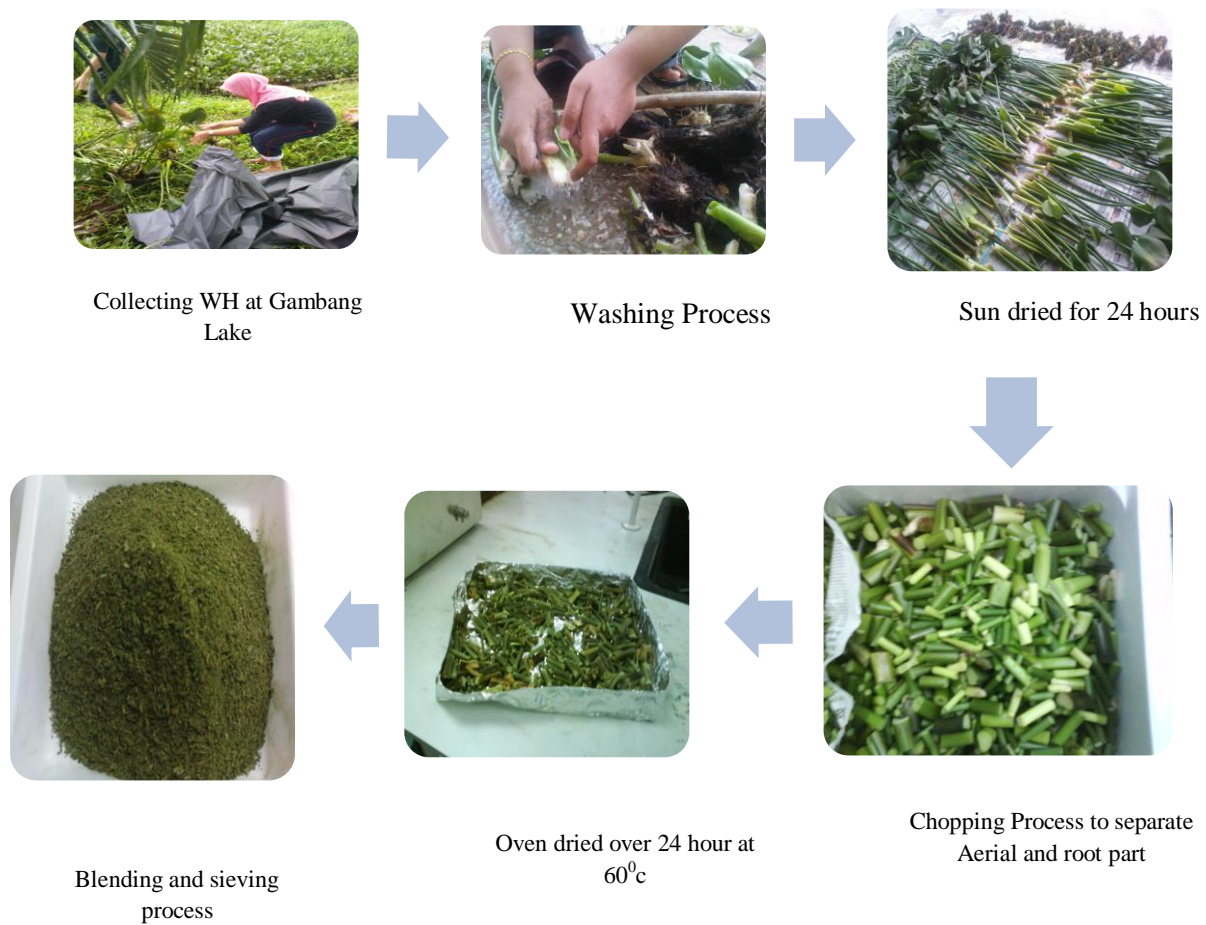 Collecting WH at Gambang
Lake
Washing Process
Sun dried for 24 hours
Chopping Process to separate
Aerial and root part
Oven dried over 24 hour at
60⁰c
Blending and sieving
process